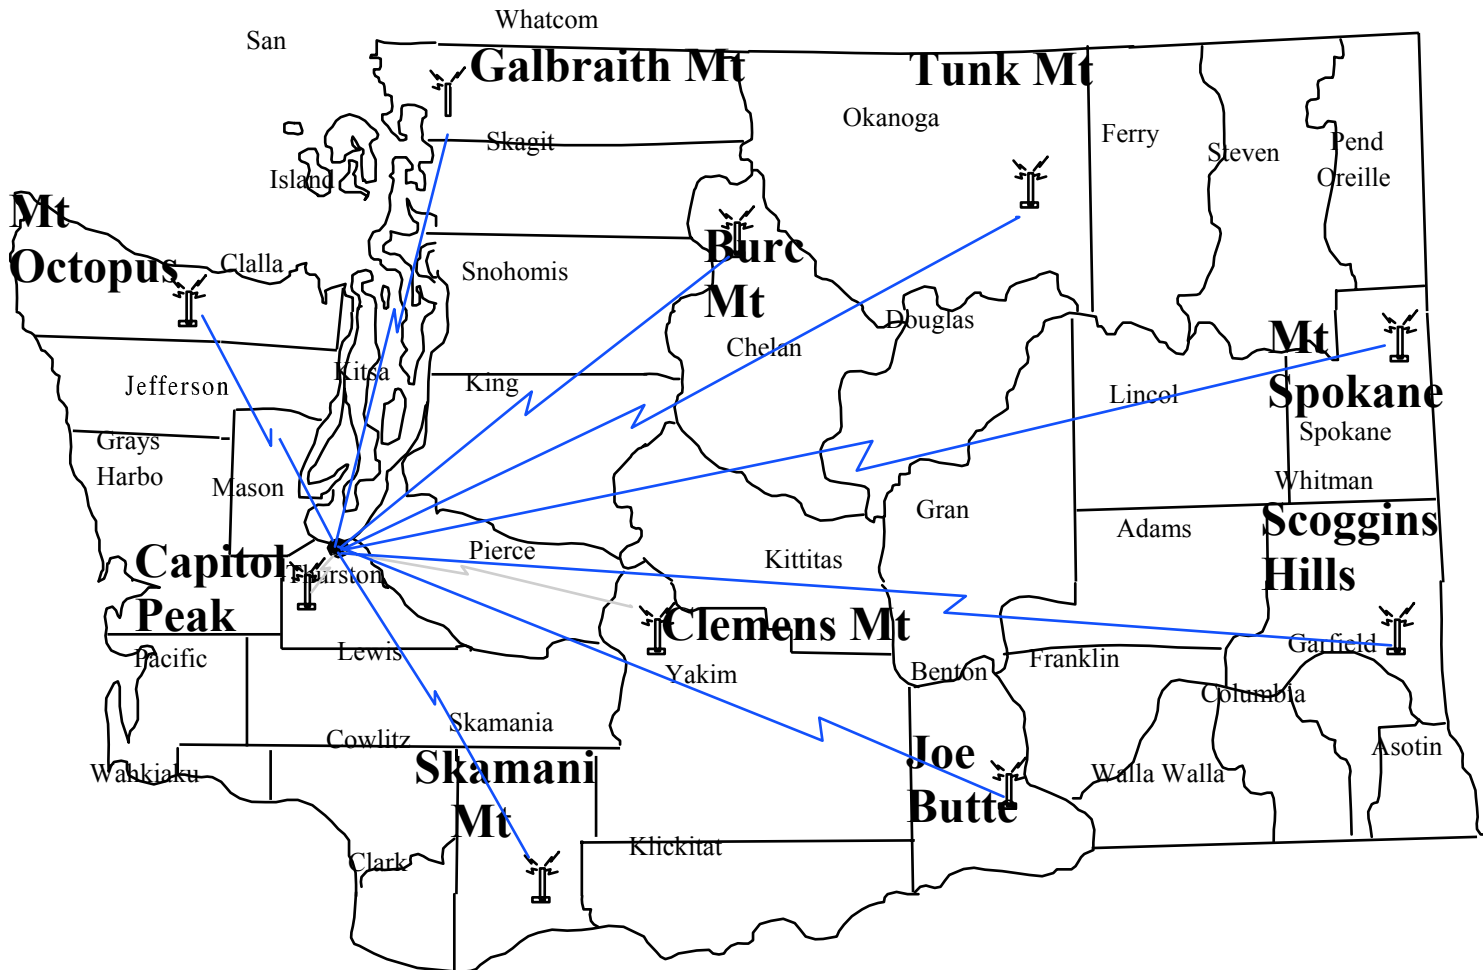 Whatcom
San
Galbraith Mt
Tunk Mt
Okanoga
Ferry
Skagit
Steven
Pend
Oreille
Island
Mt
Octopus
Clalla
Burc
Mt
Snohomis
Douglas
Chelan
Mt
Spokane
Kitsa
King
Jefferson
Lincol
Spokane
Grays
Harbo
Mason
Whitman
Gran
Adams
Scoggins
Hills
Pierce
Kittitas
Capitol
Peak
Thurston
Clemens Mt
Lewis
Pacific
Garfield
Franklin
Benton
Yakim
Columbia
Skamania
Cowlitz
Asotin
Wahkiaku
Skamani
Mt
Joe
Butte
Walla Walla
Klickitat
Clark